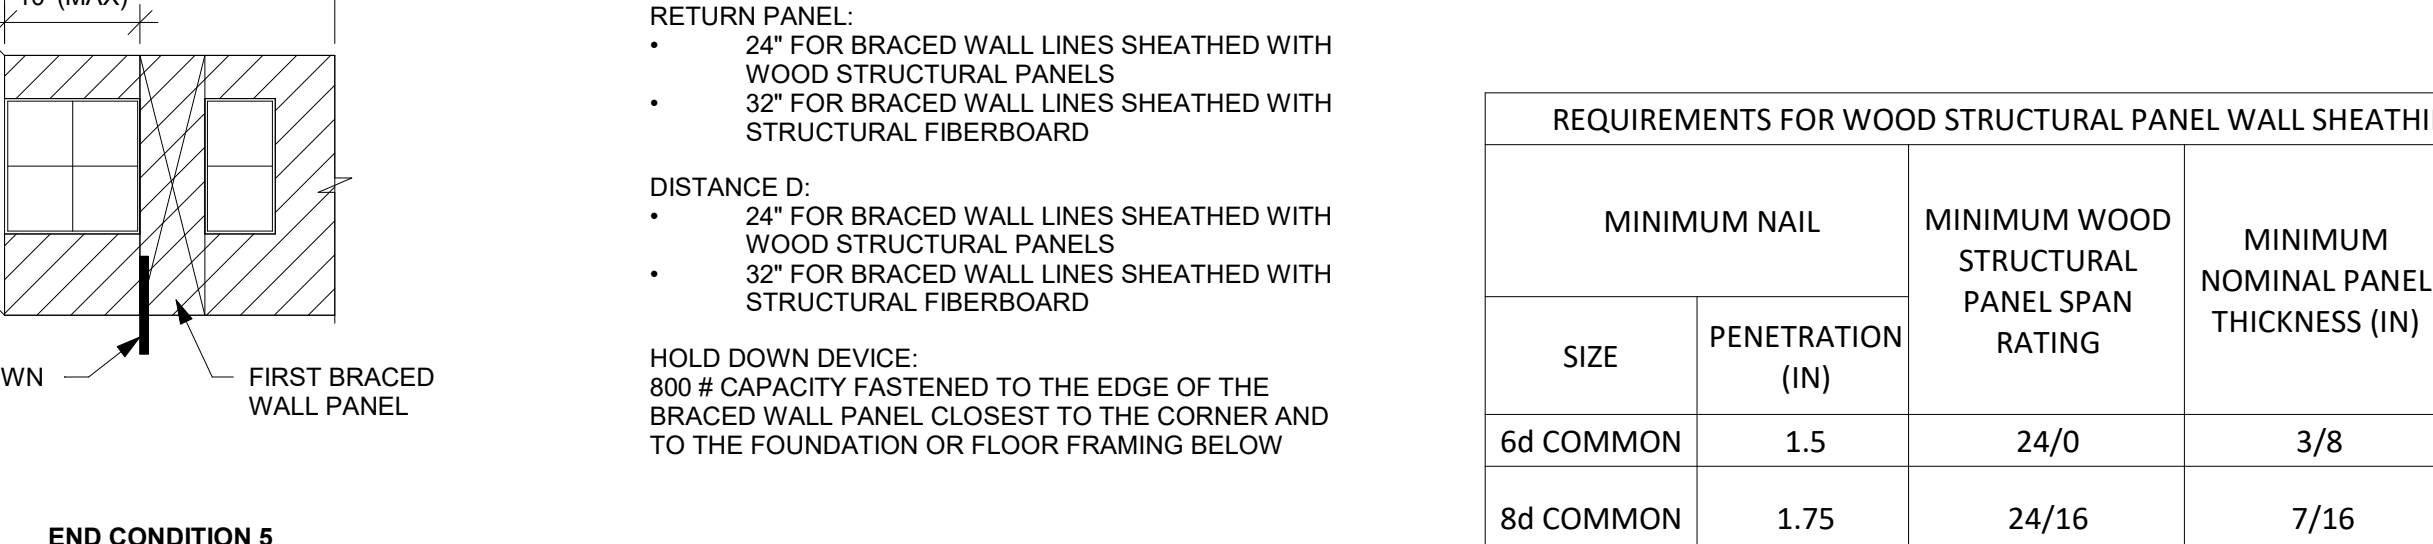 RETURN PANEL:
• 24" FOR BRACED WALL LINES SHEATHED WITH
WOOD STRUCTURAL PANELS
• 32" FOR BRACED WALL LINES SHEATHED WITH
STRUCTURAL FIBERBOARD
DISTANCE D:
• 24" FOR BRACED WALL LINES SHEATHED WITH
WOOD STRUCTURAL PANELS
• 32" FOR BRACED WALL LINES SHEATHED WITH
STRUCTURAL FIBERBOARD
HOLD DOWN DEVICE:
800 # CAPACITY FASTENED TO THE EDGE OF THE
BRACED WALL PANEL CLOSEST TO THE CORNER AND
TO THE FOUNDATION OR FLOOR FRAMING BELOW
(MAX)
WN
FIRST BRACED
WALL PANEL
END CONDITION 5
REQUIREMENTS FOR WOOD STRUCTURAL PANEL WALL SHEATHI
MINIMUM NAIL
MINIMUM WOOD
STRUCTURAL
PANEL SPAN
RATING
MINIMUM
NOMINAL PANEL
THICKNESS (IN)
SIZE
PENETRATION
(IN)
6d COMMON 1.5 24/0 3/8
8d COMMON 1.75 24/16 7/16